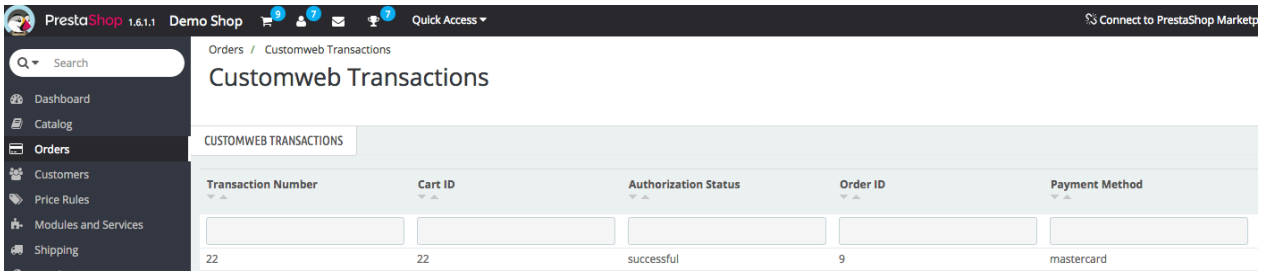 PrestaShop 1.6.1.1 Demo Shop 9 7 7 Quick Access Connect to PrestaShop Marketp
Search
Dashboard
Catalog
Orders
Customers
Price Rules
Modules and Services
Shipping
Orders / Customweb Transactions
Customweb Transactions
CUSTOMWEB TRANSACTIONS
Transaction Number Cart ID Authorization Status Order ID Payment Method
22 22 successful 9 mastercard